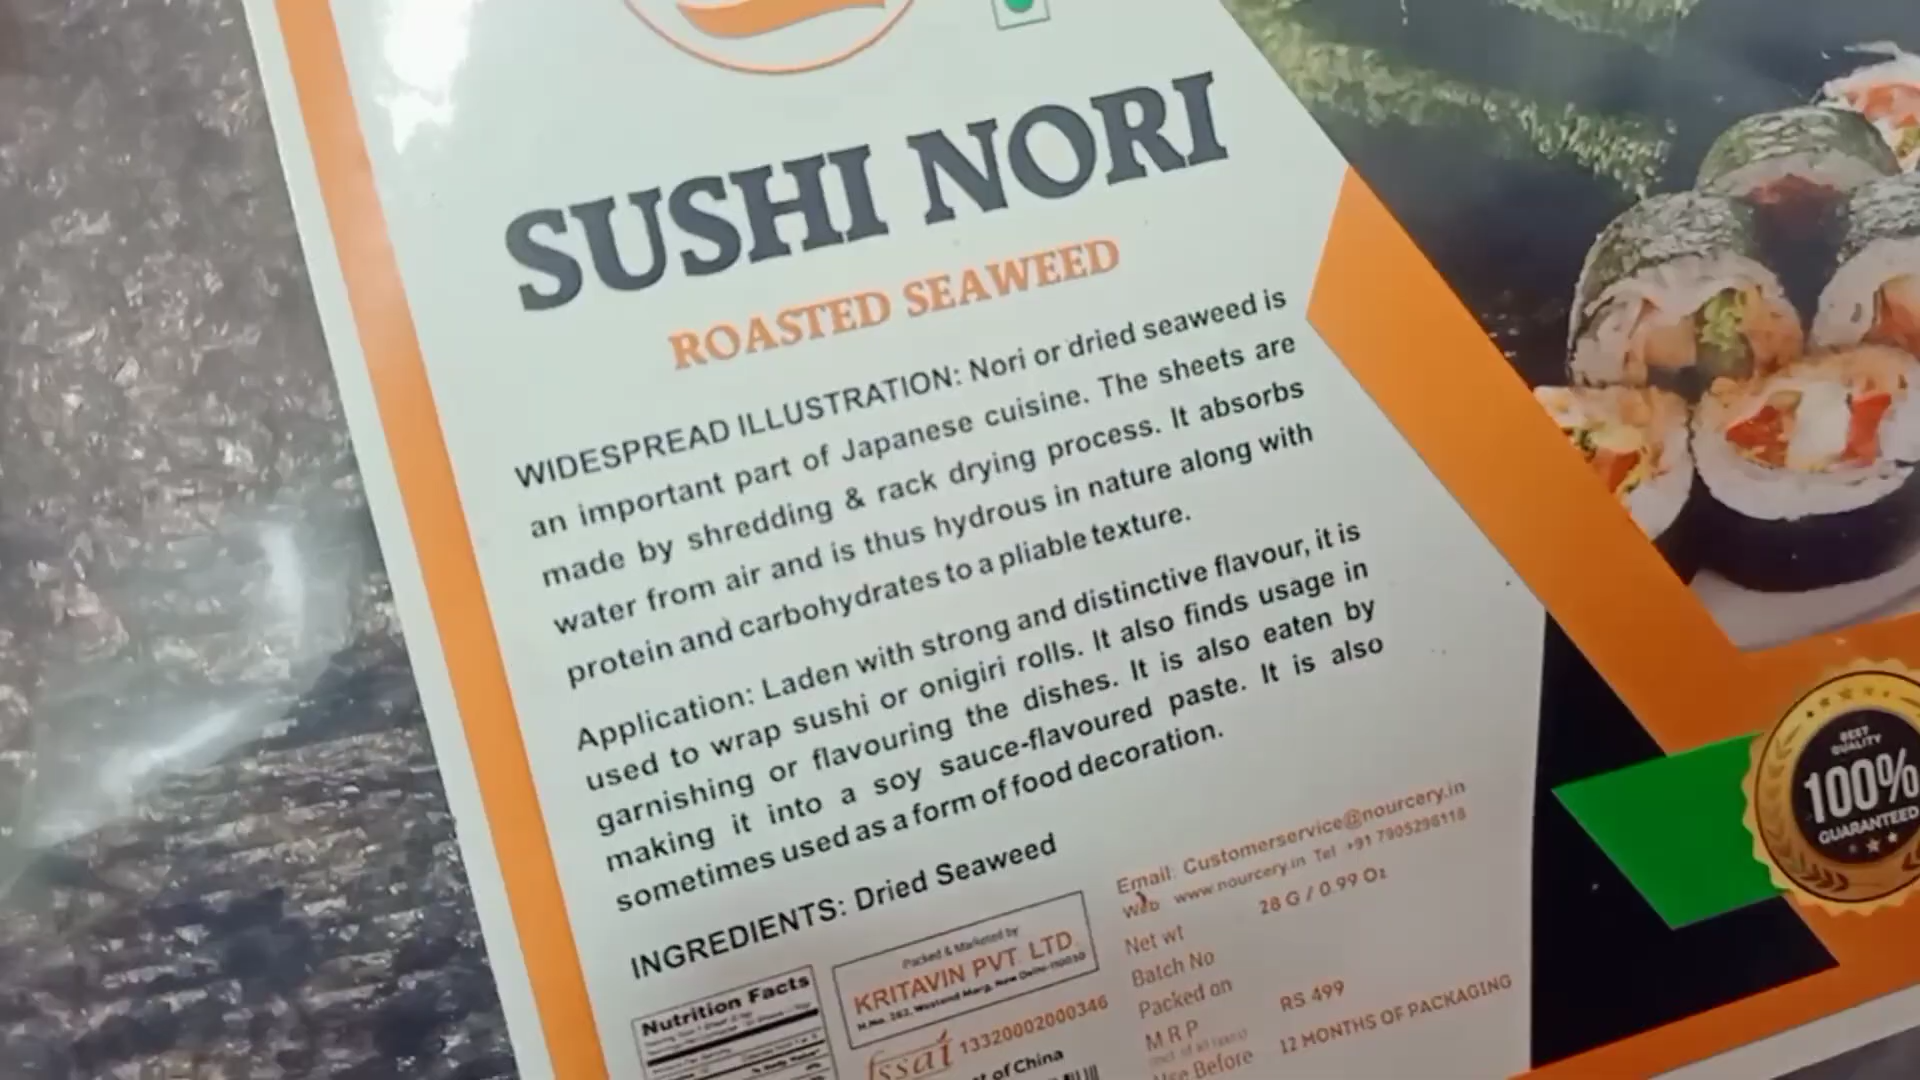 SUSHI NORI
ROASTED SEAWEED
WIDESPREAD ILLUSTRATION: Nori or dried seaweed is
an important part of Japanese cuisine. The sheets are
made by shredding & rack drying process. It absorbs
water from air and is thus hydrous in nature along with
protein and carbohydrates to a pliable texture.
Application: Laden with strong and distinctive flavour, it is
used to wrap sushi or onigiri rolls. It also finds usage in
garnishing or flavouring the dishes. It is also eaten by
making it into a soy sauce-flavoured paste. It is also
sometimes used as a form of food decoration.
INGREDIENTS: Dried Seaweed
Nutrition Facts
Packed & Marketed by
KRITAVIN PVT. LTD.
fssai 13320002000346
of China
Email: Customerservice@nourcery.in
Web www.nourcery.in Tel +91 7905296118
Net wt 28 G / 0.99 Oz
Batch No
Packed on
M R P RS 499
Use Before 12 MONTHS OF PACKAGING
BEST
QUALITY
100%
GUARANTEED